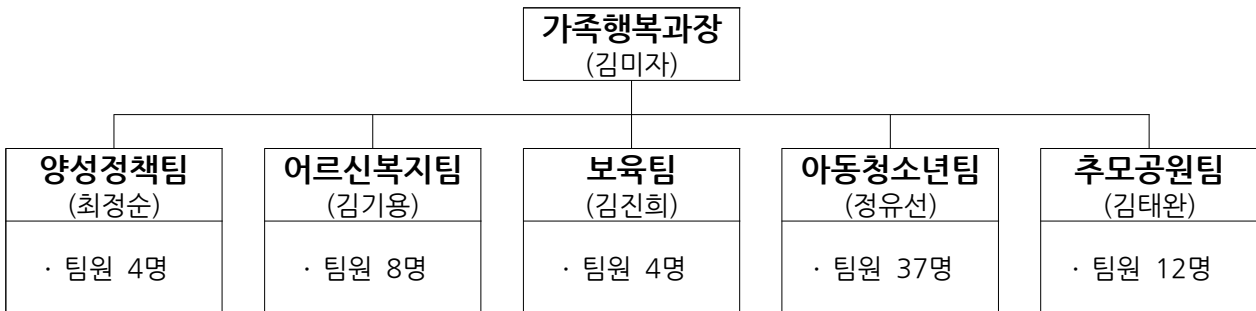 가족행복과장
(김미자)
양성정책팀
(최정순)
· 팀원 4명
어르신복지팀
(김기용)
· 팀원 8명
보육팀
(김진희)
· 팀원 4명
아동청소년팀
(정유선)
· 팀원 37명
추모공원팀
(김태완)
· 팀원 12명